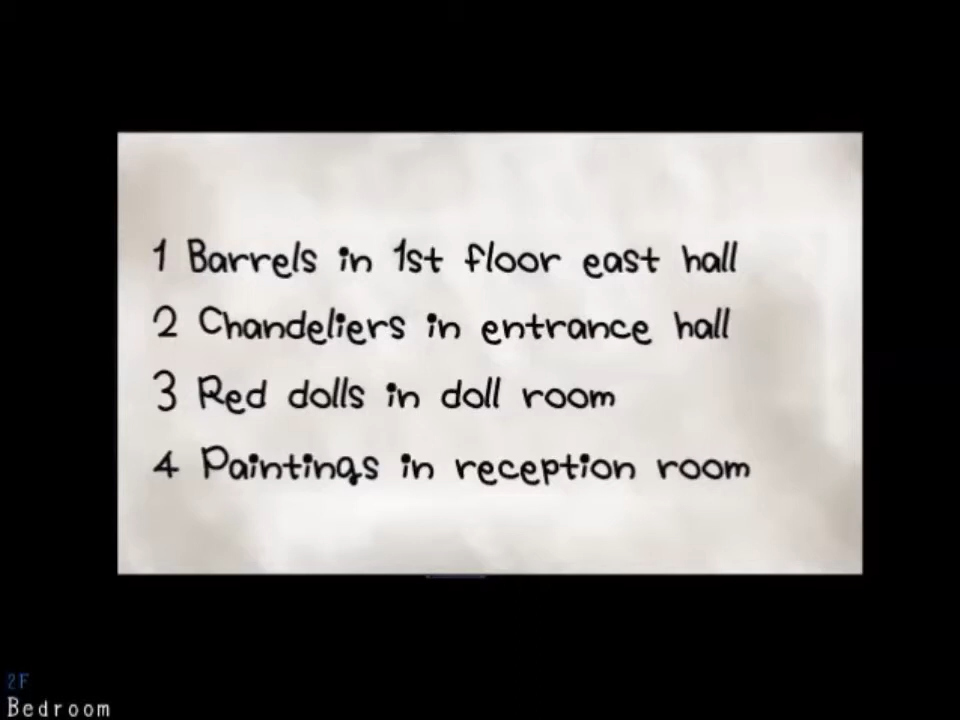 1 Barrels in 1st floor east hall
2 Chandeliers in entrance hall
3 Red dolls in doll room
4 Paintings in reception room
2F
Bedroom